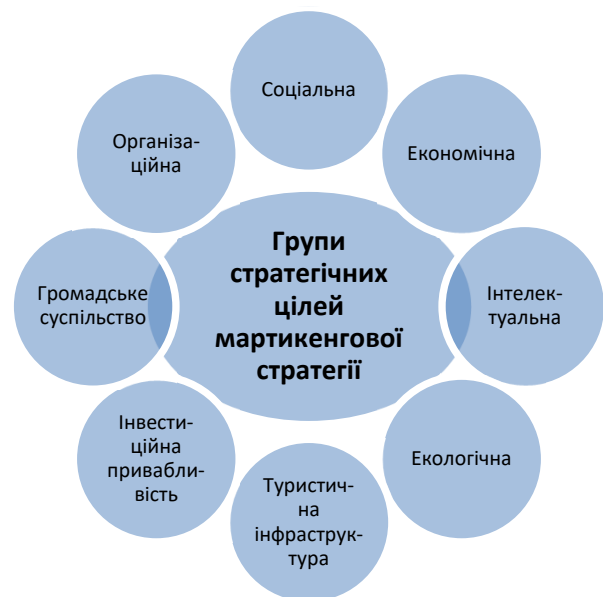 Соціальна
Організа-
ційна
Економічна
Групи
стратегічних
цілей
мартикенгової
стратегії
Громадське
суспільство
Інтелек-
туальна
Інвести-
ційна
привабли-
вість
Екологічна
Туристич-
на
інфраструк-
тура